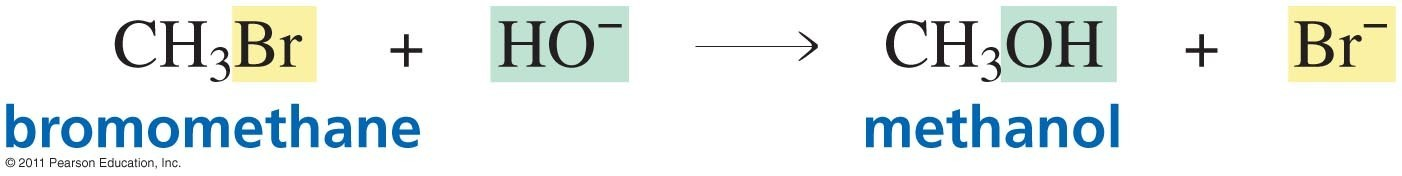 CH₃Br + HO⁻ ⟶ CH₃OH + Br⁻
bromomethane methanol
© 2011 Pearson Education, Inc.